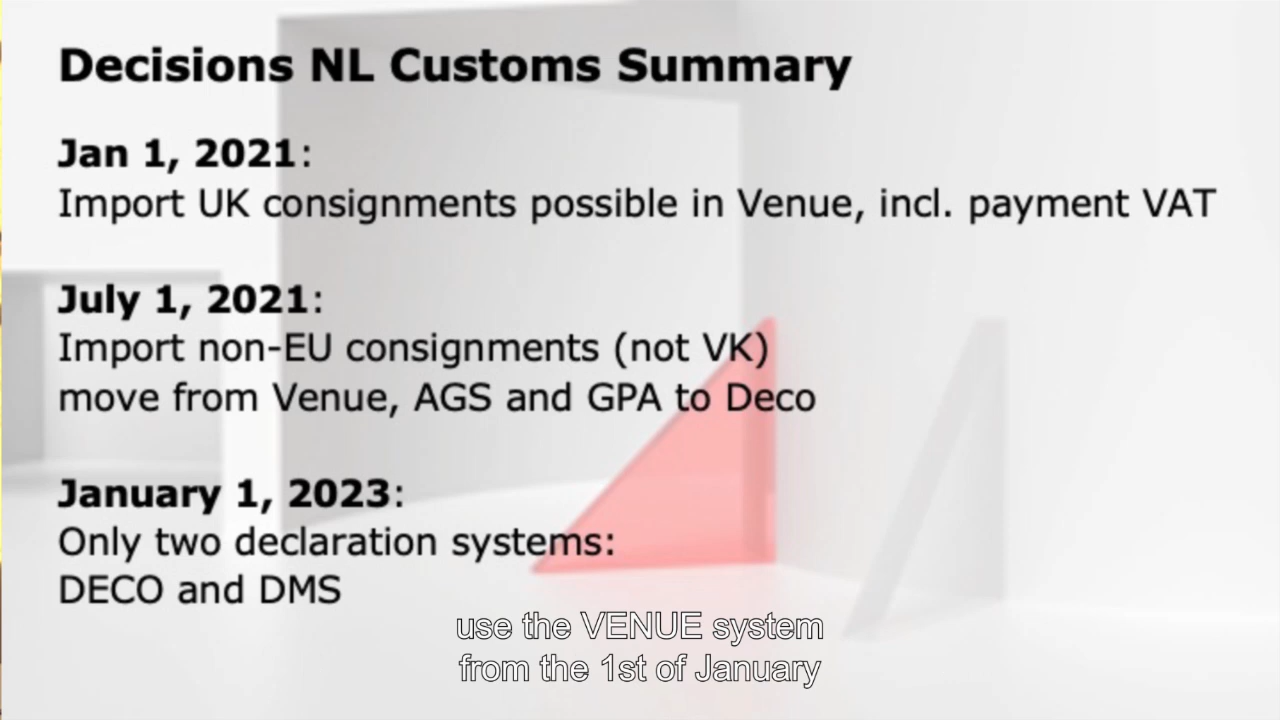 Decisions NL Customs Summary
Jan 1, 2021:
Import UK consignments possible in Venue, incl. payment VAT
July 1, 2021:
Import non-EU consignments (not VK)
move from Venue, AGS and GPA to Deco
January 1, 2023:
Only two declaration systems:
DECO and DMS
use the VENUE system
from the 1st of January